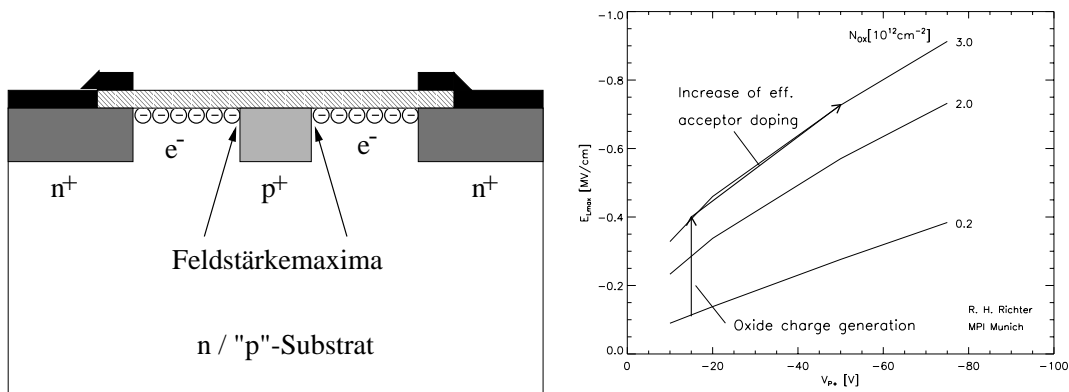 e⁻ e⁻
n⁺ p⁺ n⁺
Feldstärkemaxima
n / "p"-Substrat
-1.0
-0.8
-0.6
-0.4
-0.2
0.0
E_Lmax [MV/cm]
N_OX[10¹²cm⁻²]
3.0
2.0
0.2
Increase of eff.
acceptor doping
Oxide charge generation
R. H. Richter
MPI Munich
0 -20 -40 -60 -80 -100
V_P+ [V]